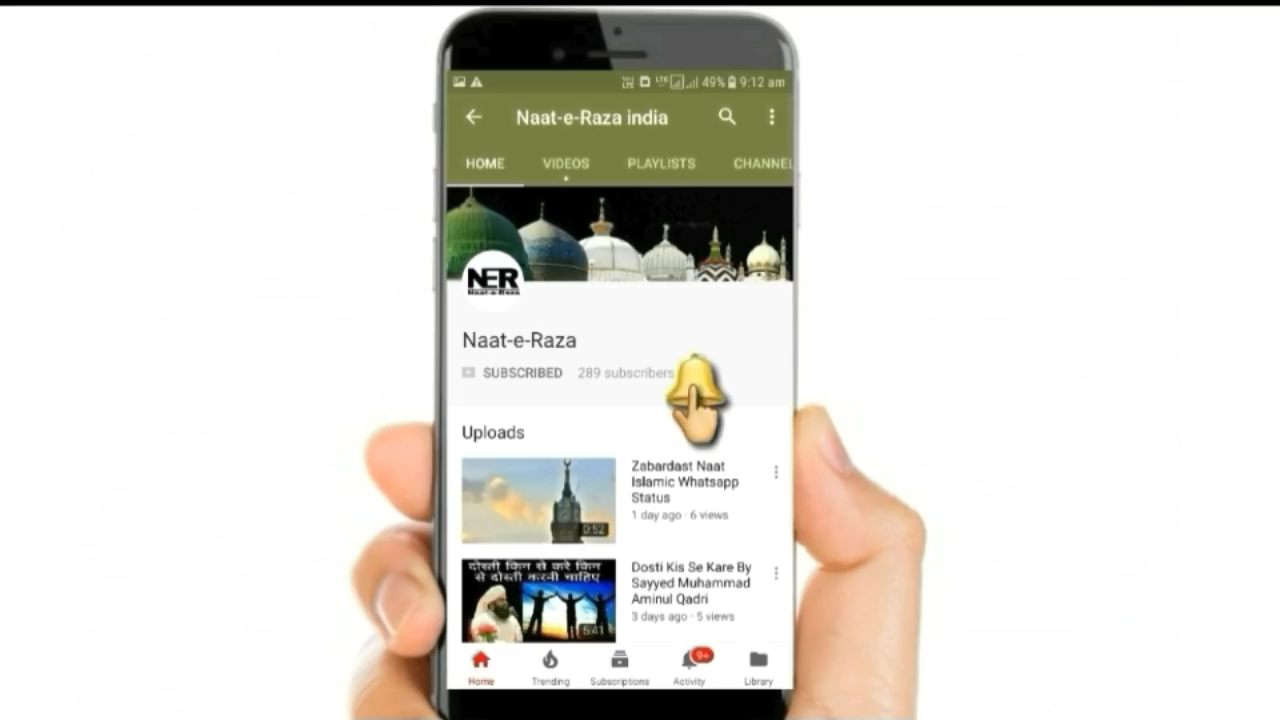 49% 9:12 am
Naat-e-Raza india
HOME VIDEOS PLAYLISTS CHANNEL
NER
Naat-e-Raza
Naat-e-Raza
SUBSCRIBED 289 subscribers
Uploads
Zabardast Naat
Islamic Whatsapp
Status
1 day ago · 6 views
0:52
दोस्ती किन से करे किन
से दोस्ती करनी चाहिए
Dosti Kis Se Kare By
Sayyed Muhammad
Aminul Qadri
3 days ago · 5 views
5:41
9+
Home Trending Subscriptions Activity Library